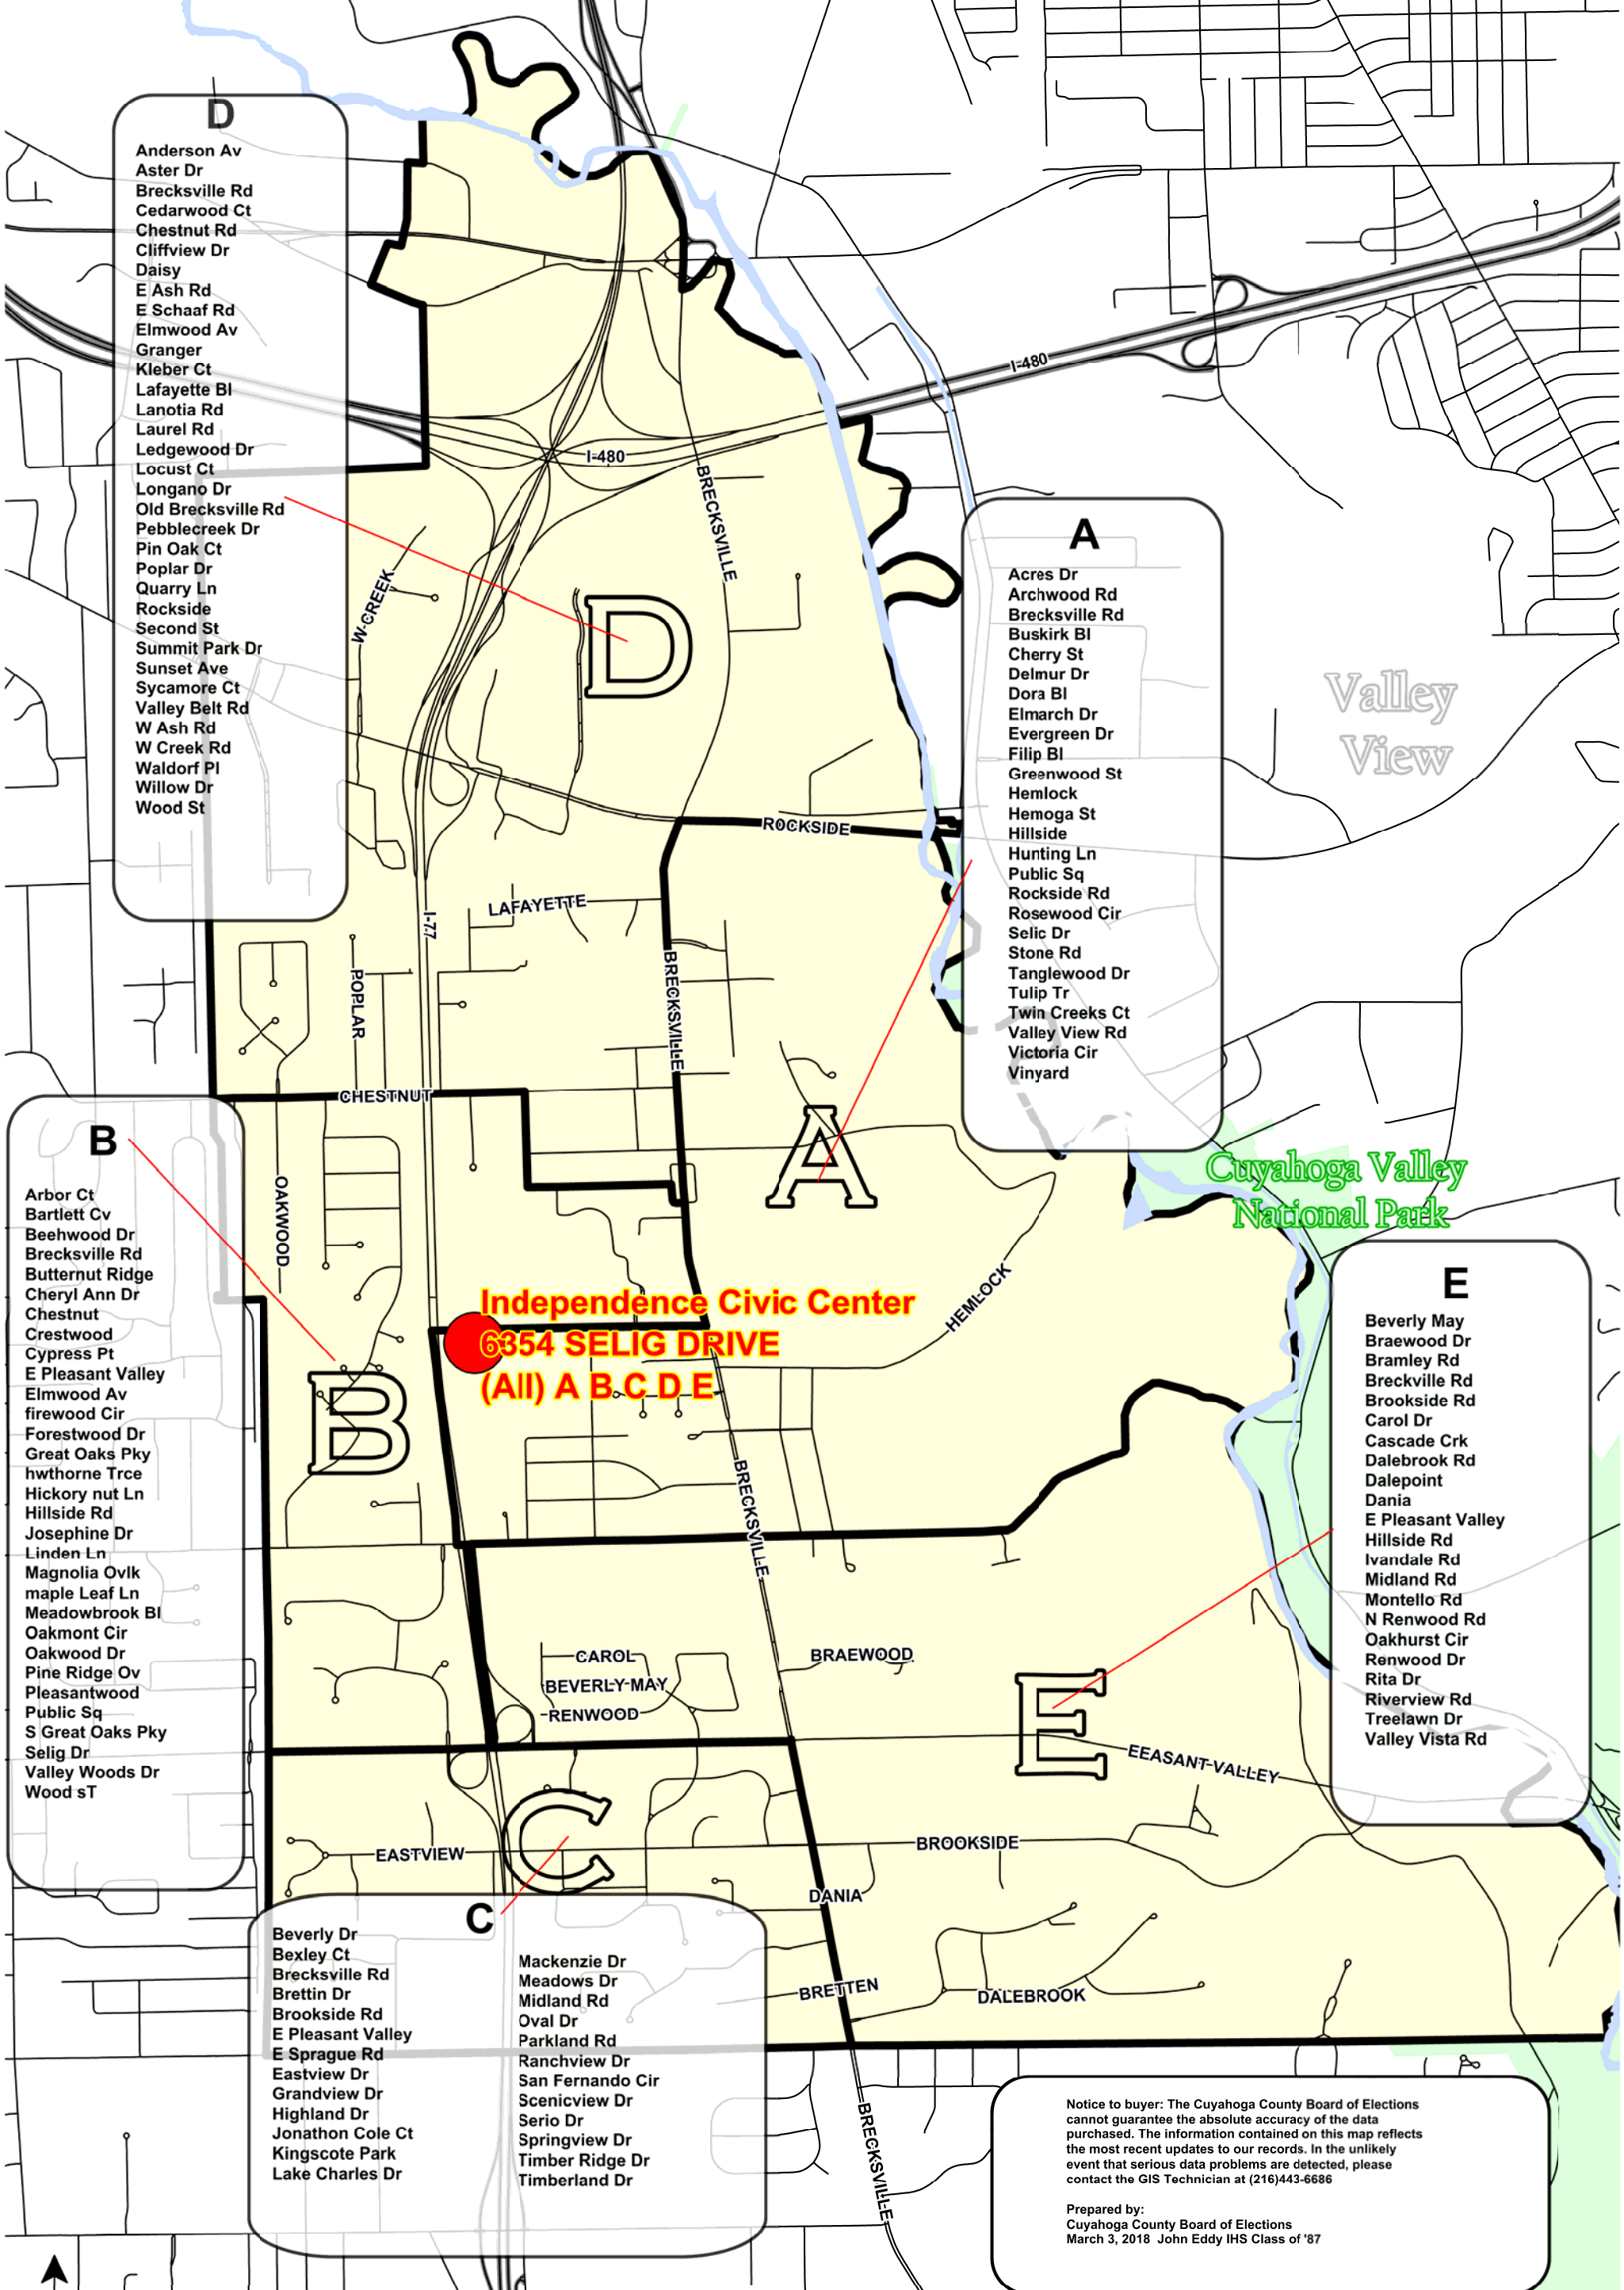 D
Anderson Av
Aster Dr
Brecksville Rd
Cedarwood Ct
Chestnut Rd
Cliffview Dr
Daisy
E Ash Rd
E Schaaf Rd
Elmwood Av
Granger
Kleber Ct
Lafayette Bl
Lanotia Rd
Laurel Rd
Ledgewood Dr
Locust Ct
Longano Dr
Old Brecksville Rd
Pebblecreek Dr
Pin Oak Ct
Poplar Dr
Quarry Ln
Rockside
Second St
Summit Park Dr
Sunset Ave
Sycamore Ct
Valley Belt Rd
W Ash Rd
W Creek Rd
Waldorf Pl
Willow Dr
Wood St
I-480
I-480
BRECKSVILLE
W CREEK
D
A
Acres Dr
Archwood Rd
Brecksville Rd
Buskirk Bl
Cherry St
Delmur Dr
Dora Bl
Elmarch Dr
Evergreen Dr
Filip Bl
Greenwood St
Hemlock
Hemoga St
Hillside
Hunting Ln
Public Sq
Rockside Rd
Rosewood Cir
Selic Dr
Stone Rd
Tanglewood Dr
Tulip Tr
Twin Creeks Ct
Valley View Rd
Victoria Cir
Vinyard
Valley
View
ROCKSIDE
LAFAYETTE
I-77
POPLAR
BRECKSVILLE
CHESTNUT
A
OAKWOOD
HEMLOCK
Cuyahoga Valley
National Park
B
Arbor Ct
Bartlett Cv
Beehwood Dr
Brecksville Rd
Butternut Ridge
Cheryl Ann Dr
Chestnut
Crestwood
Cypress Pt
E Pleasant Valley
Elmwood Av
firewood Cir
Forestwood Dr
Great Oaks Pky
hwthorne Trce
Hickory nut Ln
Hillside Rd
Josephine Dr
Linden Ln
Magnolia Ovlk
maple Leaf Ln
Meadowbrook Bl
Oakmont Cir
Oakwood Dr
Pine Ridge Ov
Pleasantwood
Public Sq
S Great Oaks Pky
Selig Dr
Valley Woods Dr
Wood sT
Independence Civic Center
6354 SELIG DRIVE
(All) A B C D E
B
BRECKSVILLE
E
Beverly May
Braewood Dr
Bramley Rd
Breckville Rd
Brookside Rd
Carol Dr
Cascade Crk
Dalebrook Rd
Dalepoint
Dania
E Pleasant Valley
Hillside Rd
Ivandale Rd
Midland Rd
Montello Rd
N Renwood Rd
Oakhurst Cir
Renwood Dr
Rita Dr
Riverview Rd
Treelawn Dr
Valley Vista Rd
CAROL
BEVERLY MAY
RENWOOD
BRAEWOOD
E
EEASANT VALLEY
C
EASTVIEW
BROOKSIDE
DANIA
BRETTEN
DALEBROOK
C
Beverly Dr
Bexley Ct
Brecksville Rd
Brettin Dr
Brookside Rd
E Pleasant Valley
E Sprague Rd
Eastview Dr
Grandview Dr
Highland Dr
Jonathon Cole Ct
Kingscote Park
Lake Charles Dr
Mackenzie Dr
Meadows Dr
Midland Rd
Oval Dr
Parkland Rd
Ranchview Dr
San Fernando Cir
Scenicview Dr
Serio Dr
Springview Dr
Timber Ridge Dr
Timberland Dr
BRECKSVILLE
Notice to buyer: The Cuyahoga County Board of Elections
cannot guarantee the absolute accuracy of the data
purchased. The information contained on this map reflects
the most recent updates to our records. In the unlikely
event that serious data problems are detected, please
contact the GIS Technician at (216)443-6686
Prepared by:
Cuyahoga County Board of Elections
March 3, 2018 John Eddy IHS Class of '87